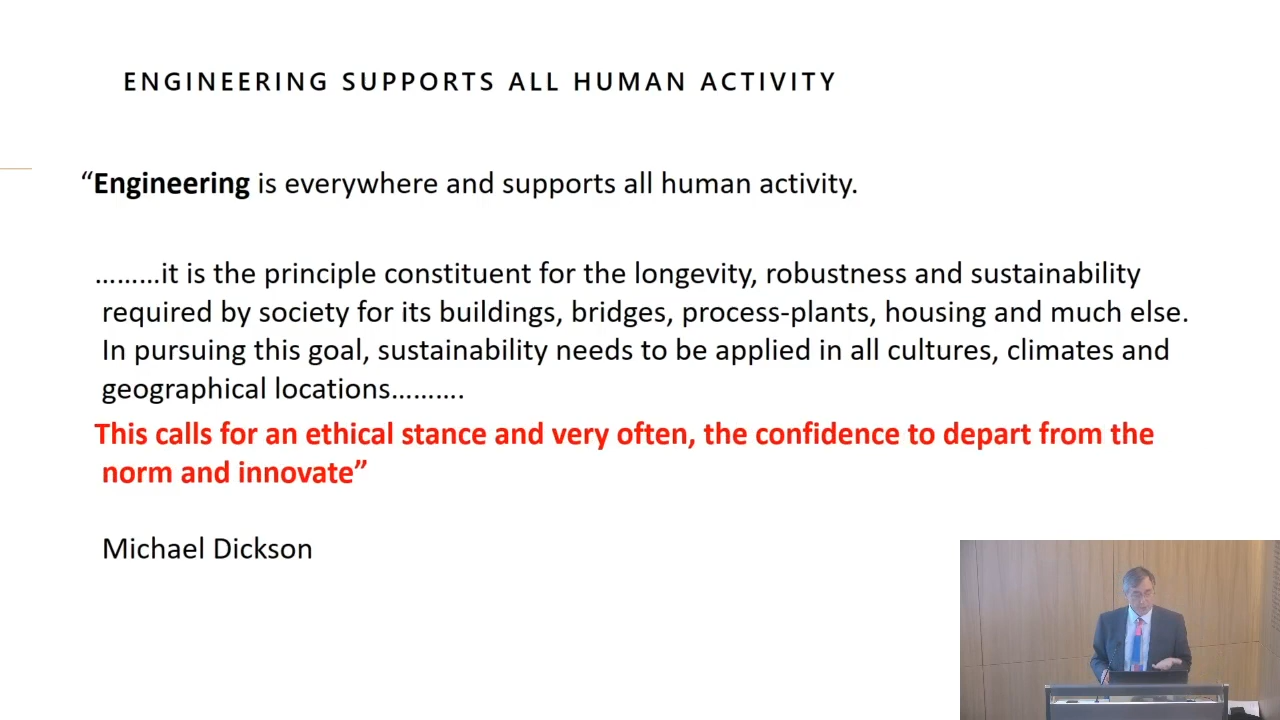 ENGINEERING SUPPORTS ALL HUMAN ACTIVITY
“Engineering is everywhere and supports all human activity.
………it is the principle constituent for the longevity, robustness and sustainability
required by society for its buildings, bridges, process-plants, housing and much else.
In pursuing this goal, sustainability needs to be applied in all cultures, climates and
geographical locations……….
This calls for an ethical stance and very often, the confidence to depart from the
norm and innovate”
Michael Dickson